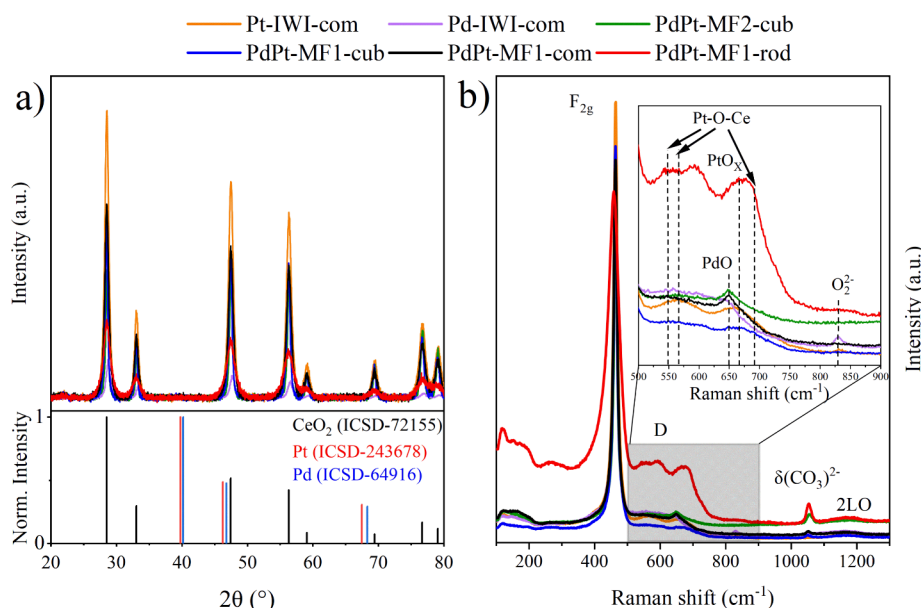 Pt-IWI-com Pd-IWI-com PdPt-MF2-cub
PdPt-MF1-cub PdPt-MF1-com PdPt-MF1-rod
a)
Intensity (a.u.)
CeO2 (ICSD-72155)
Pt (ICSD-243678)
Pd (ICSD-64916)
Norm. Intensity
1
0
20 30 40 50 60 70 80
2θ (°)
b)
F2g
Pt-O-Ce
PtOX
PdO
O2 2-
500 550 600 650 700 750 800 850 900
Raman shift (cm-1)
D
δ(CO3)2-
2LO
200 400 600 800 1000 1200
Raman shift (cm-1)
Intensity (a.u.)